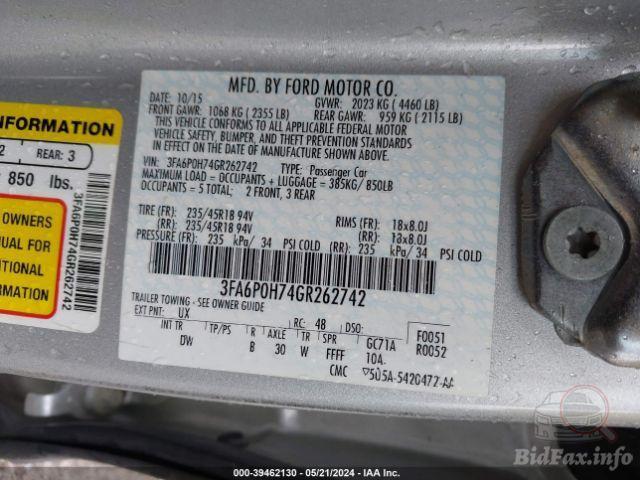 MFD. BY FORD MOTOR CO.
DATE: 10/15 GVWR: 2023 KG ( 4460 LB)
FRONT GAWR: 1068 KG ( 2355 LB) REAR GAWR: 959 KG ( 2115 LB)
THIS VEHICLE CONFORMS TO ALL APPLICABLE FEDERAL MOTOR
VEHICLE SAFETY, BUMPER, AND THEFT PREVENTION STANDARDS
IN EFFECT ON THE DATE OF MANUFACTURE SHOWN ABOVE.
VIN: 3FA6P0H74GR262742 TYPE: Passenger Car
MAXIMUM LOAD = OCCUPANTS + LUGGAGE = 385KG/ 850LB
OCCUPANTS = 5 TOTAL: 2 FRONT, 3 REAR
TIRE (FR): 235/45R18 94V RIMS (FR): 18x8.0J
(RR): 235/45R18 94V (RR): 18x8.0J
PRESSURE (FR): 235 kPa/ 34 PSI COLD (RR): 235 kPa/ 34 PSI COLD
3FA6P0H74GR262742
TRAILER TOWING - SEE OWNER GUIDE
EXT PNT: UX RC: 48 DSO: F0051
INT TR TP/PS R AXLE TR SPR GC71A R0052
DW B 30 W FFFF 10A.
CMC 5U5A-5420472-AA
INFORMATION
2 REAR: 3
850 lbs.
OWNERS
MANUAL FOR
ADDITIONAL
INFORMATION
3FA6P0H74GR262742
BidFax.info
000-39462130 - 05/21/2024 - IAA Inc.